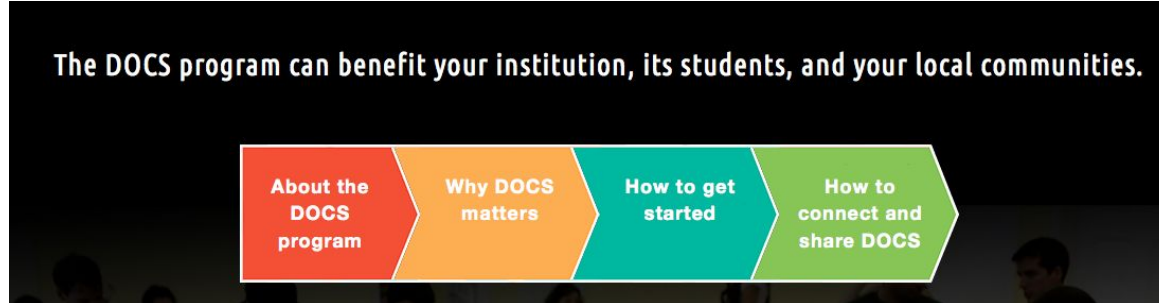 The DOCS program can benefit your institution, its students, and your local communities.
About the
DOCS
program
Why DOCS
matters
How to get
started
How to
connect and
share DOCS